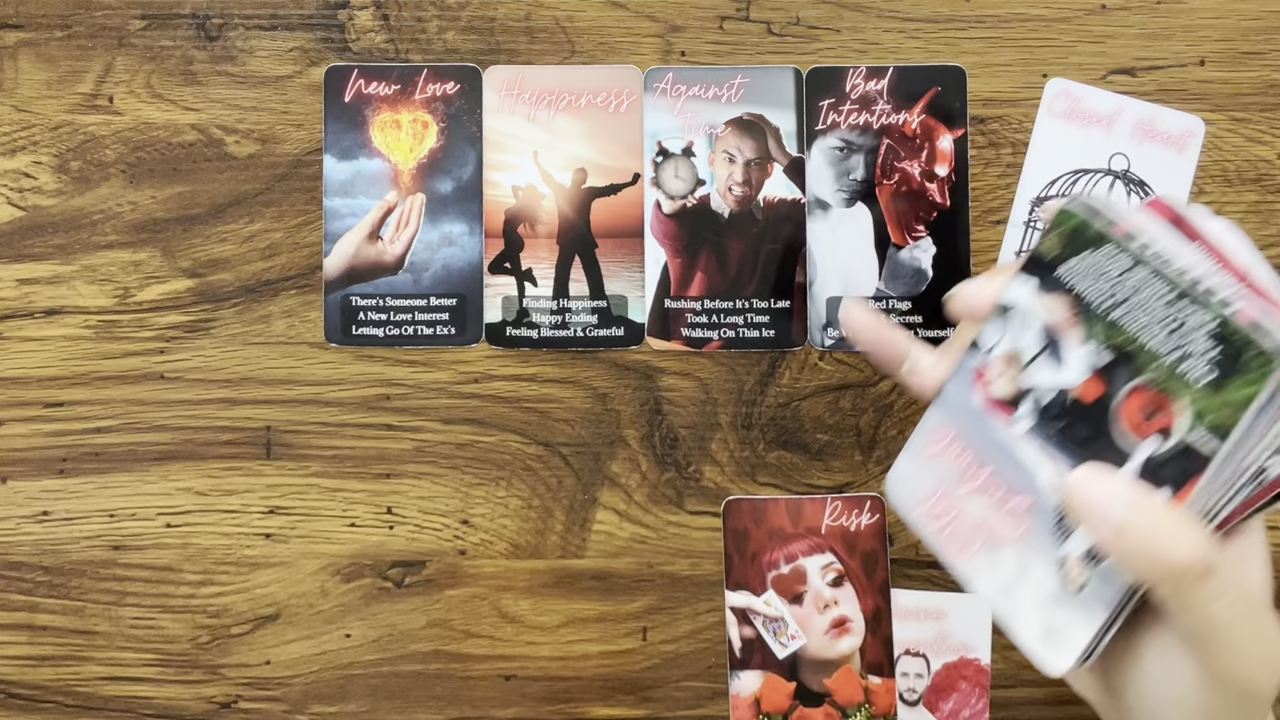 New Love
There's Someone Better
A New Love Interest
Letting Go Of The Ex's
Happiness
Finding Happiness
Happy Ending
Feeling Blessed & Grateful
Against
Time
Rushing Before It's Too Late
Took A Long Time
Walking On Thin Ice
Bad
Intentions
Red Flags
Secrets
Be Yourself
Closed Heart
Risk